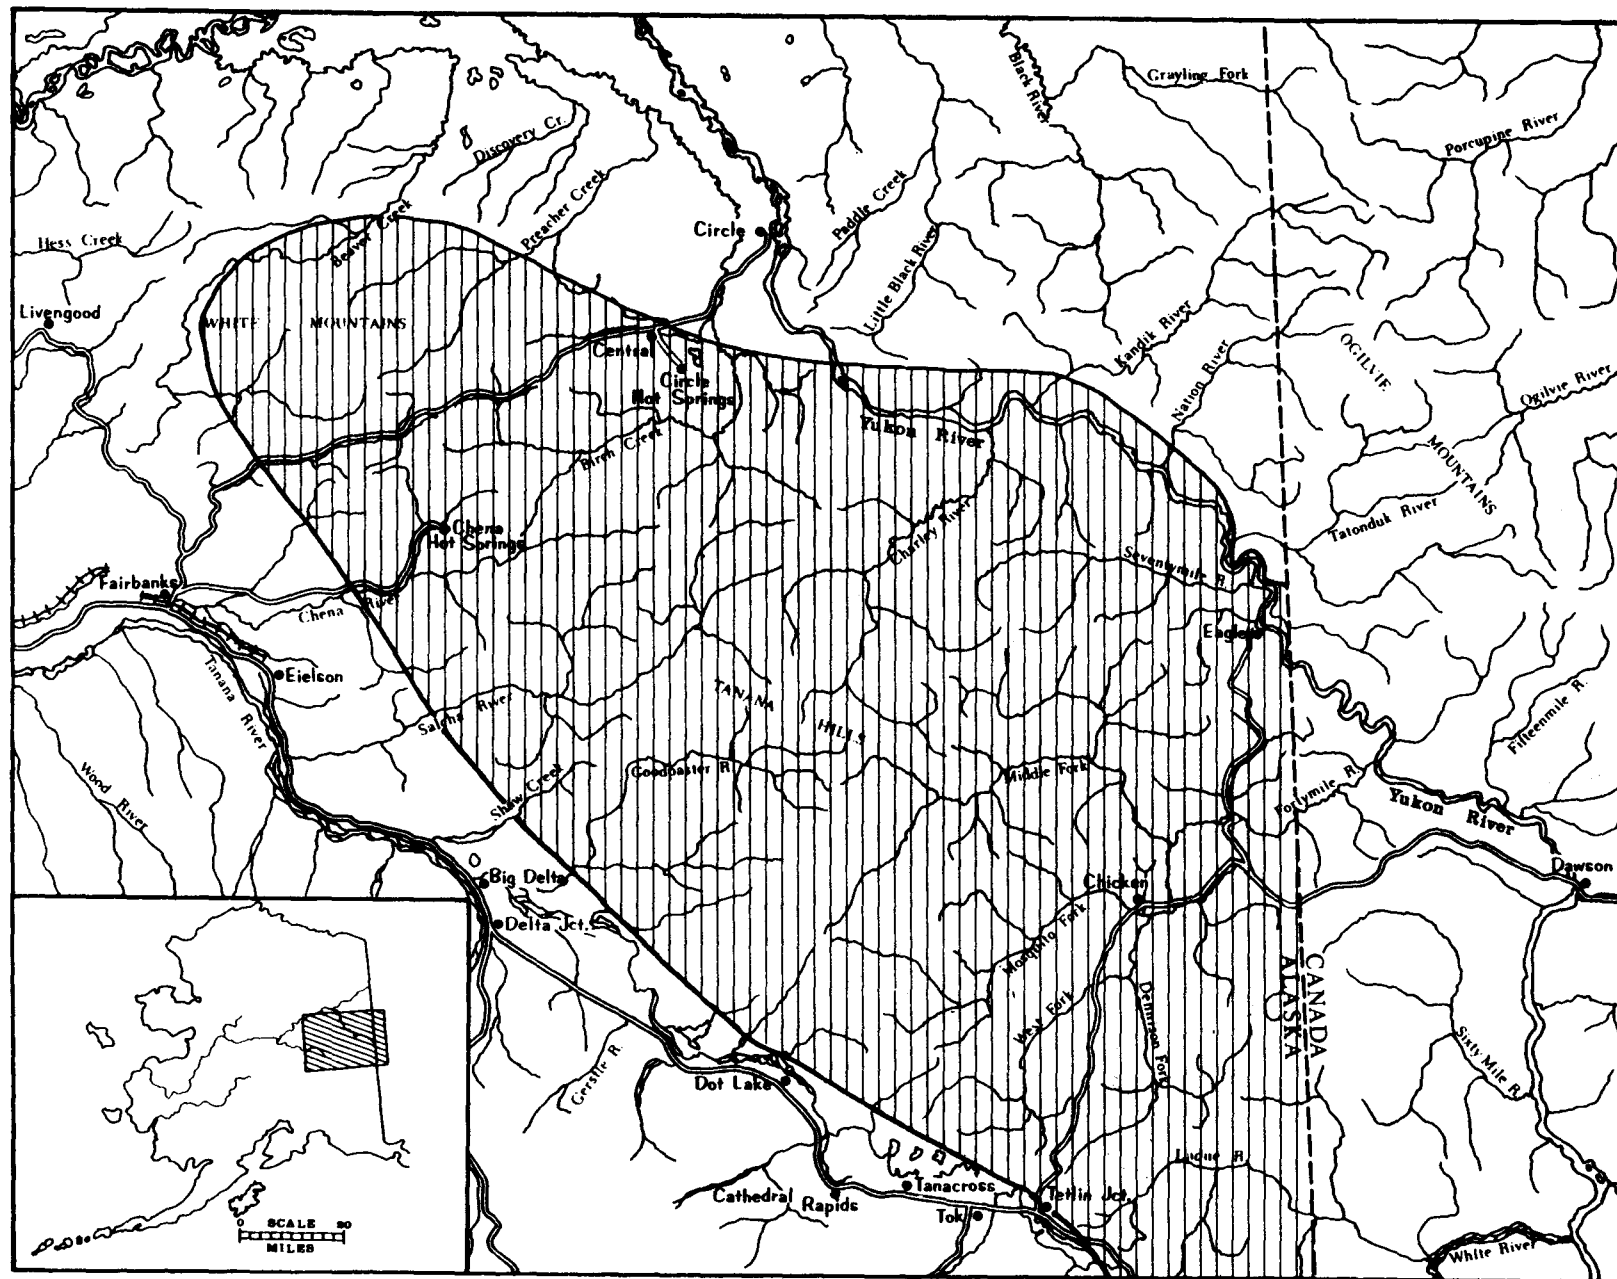 Black River
Grayling Fork
Porcupine River
Discovery Cr.
Preacher Creek
Beaver Creek
Hess Creek
Circle
Paddle Creek
Little Black River
Livengood
WHITE MOUNTAINS
Central
Circle
Hot Springs
Kandik River
Nation River
OGILVIE
MOUNTAINS
Ogilvie River
Yukon River
Birch Creek
Chena
Hot Springs
Charley River
Tatonduk River
Seventymile R.
Fairbanks
Chena River
Eagle
Eielson
Tanana River
Salcha River
TANANA
HILLS
Fifteenmile R.
Wood River
Shaw Creek
Goodpaster R.
Middle Fork
Fortymile R.
Yukon River
Dawson
Big Delta
Delta Jct.
Chicken
Mosquito Fork
West Fork
Dennison Fork
CANADA
ALASKA
Sixty Mile R.
Gerstle R.
Dot Lake
Ladue R.
Cathedral
Rapids
Tanacross
Tok
Tetlin Jct.
White River
0 SCALE
MILES